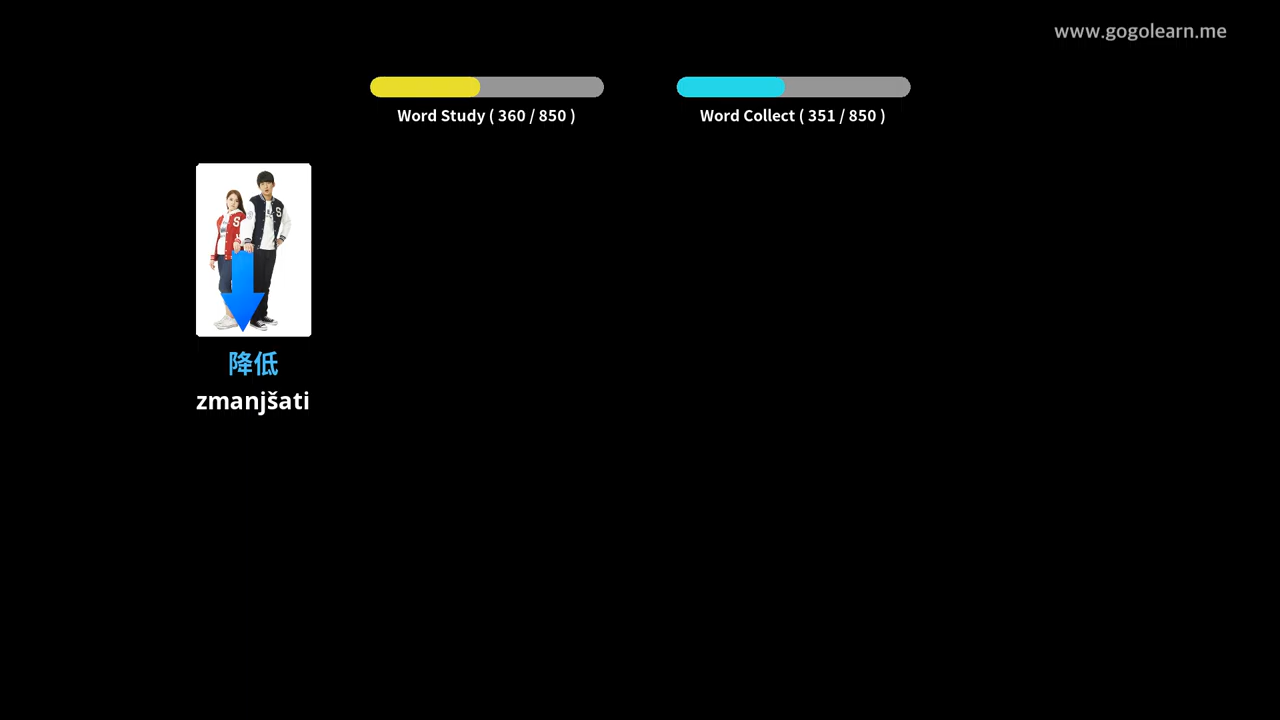 www.gogolearn.me
Word Study ( 360 / 850 )
Word Collect ( 351 / 850 )
S
S
降低
zmanjšati